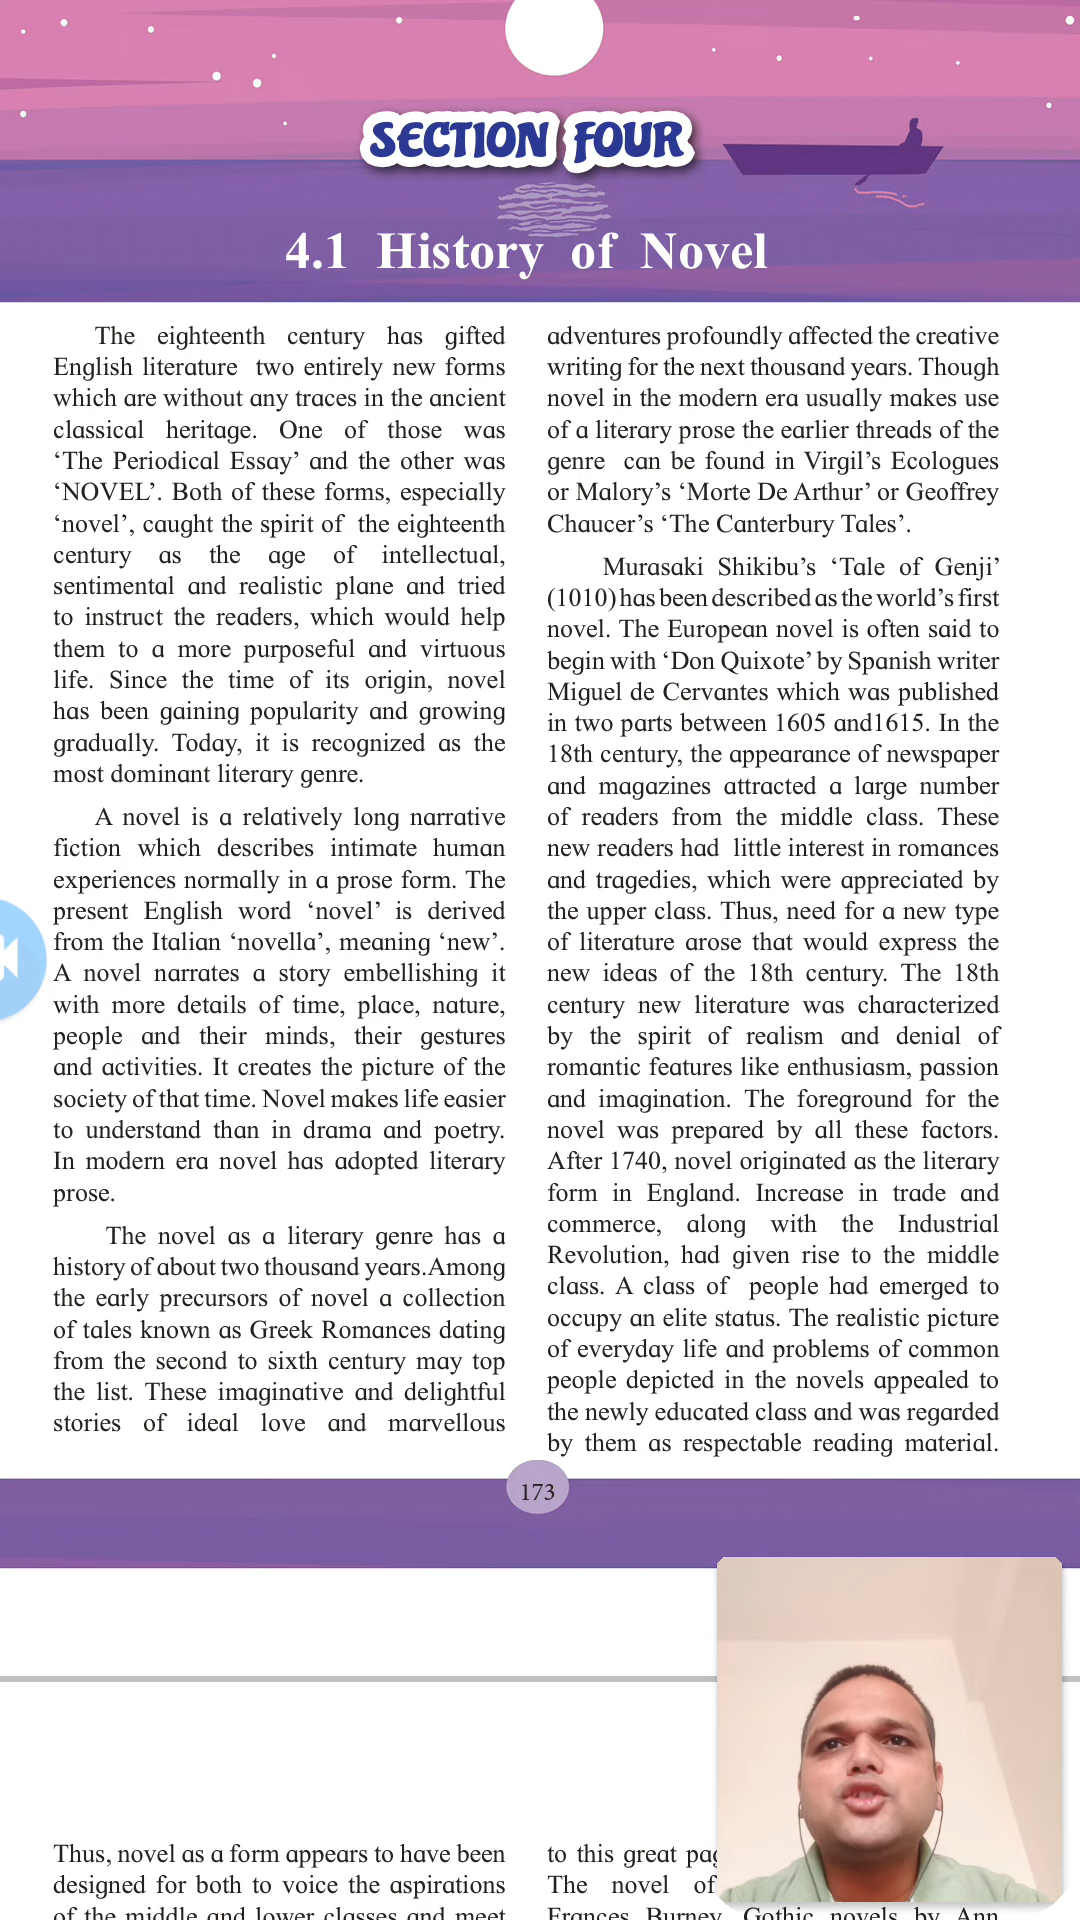 SECTION FOUR
4.1 History of Novel
The eighteenth century has gifted
English literature two entirely new forms
which are without any traces in the ancient
classical heritage. One of those was
‘The Periodical Essay’ and the other was
‘NOVEL’. Both of these forms, especially
‘novel’, caught the spirit of the eighteenth
century as the age of intellectual,
sentimental and realistic plane and tried
to instruct the readers, which would help
them to a more purposeful and virtuous
life. Since the time of its origin, novel
has been gaining popularity and growing
gradually. Today, it is recognized as the
most dominant literary genre.
A novel is a relatively long narrative
fiction which describes intimate human
experiences normally in a prose form. The
present English word ‘novel’ is derived
from the Italian ‘novella’, meaning ‘new’.
A novel narrates a story embellishing it
with more details of time, place, nature,
people and their minds, their gestures
and activities. It creates the picture of the
society of that time. Novel makes life easier
to understand than in drama and poetry.
In modern era novel has adopted literary
prose.
The novel as a literary genre has a
history of about two thousand years.Among
the early precursors of novel a collection
of tales known as Greek Romances dating
from the second to sixth century may top
the list. These imaginative and delightful
stories of ideal love and marvellous
adventures profoundly affected the creative
writing for the next thousand years. Though
novel in the modern era usually makes use
of a literary prose the earlier threads of the
genre can be found in Virgil’s Ecologues
or Malory’s ‘Morte De Arthur’ or Geoffrey
Chaucer’s ‘The Canterbury Tales’.
Murasaki Shikibu’s ‘Tale of Genji’
(1010) has been described as the world’s first
novel. The European novel is often said to
begin with ‘Don Quixote’ by Spanish writer
Miguel de Cervantes which was published
in two parts between 1605 and1615. In the
18th century, the appearance of newspaper
and magazines attracted a large number
of readers from the middle class. These
new readers had little interest in romances
and tragedies, which were appreciated by
the upper class. Thus, need for a new type
of literature arose that would express the
new ideas of the 18th century. The 18th
century new literature was characterized
by the spirit of realism and denial of
romantic features like enthusiasm, passion
and imagination. The foreground for the
novel was prepared by all these factors.
After 1740, novel originated as the literary
form in England. Increase in trade and
commerce, along with the Industrial
Revolution, had given rise to the middle
class. A class of people had emerged to
occupy an elite status. The realistic picture
of everyday life and problems of common
people depicted in the novels appealed to
the newly educated class and was regarded
by them as respectable reading material.
173
Thus, novel as a form appears to have been
designed for both to voice the aspirations
of the middle and lower classes and meet
to this great
The novel of
Frances Burney. Gothic novels by Ann